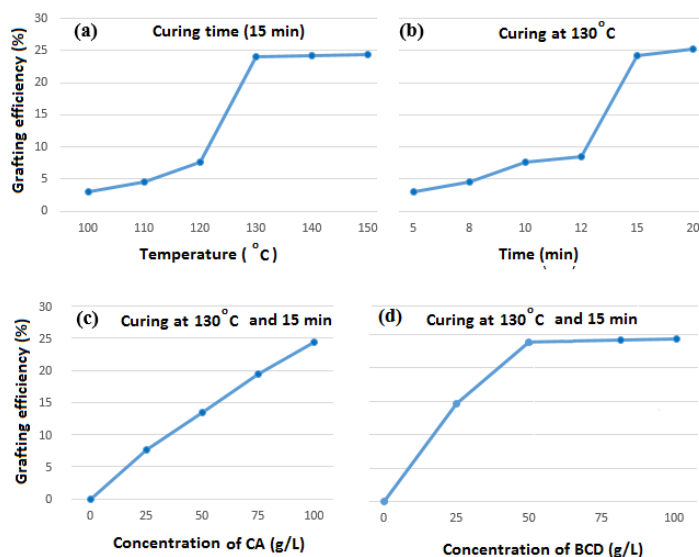 (a) Curing time (15 min)
Grafting efficiency (%)
30
25
20
15
10
5
0
100 110 120 130 140 150
Temperature ( °C)
(b) Curing at 130°C
5 8 10 12 15 20
Time (min)
(c) Curing at 130°C and 15 min
Grafting efficiency (%)
30
25
20
15
10
5
0
0 25 50 75 100
Concentration of CA (g/L)
(d) Curing at 130°C and 15 min
0 25 50 75 100
Concentration of BCD (g/L)